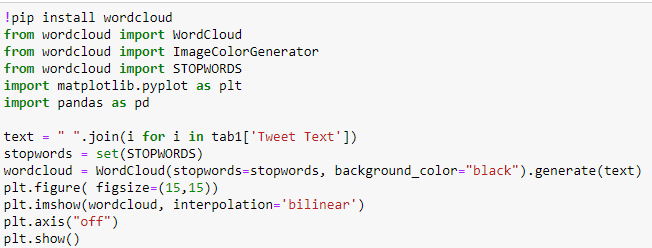 !pip install wordcloud
from wordcloud import WordCloud
from wordcloud import ImageColorGenerator
from wordcloud import STOPWORDS
import matplotlib.pyplot as plt
import pandas as pd

text = " ".join(i for i in tab1['Tweet Text'])
stopwords = set(STOPWORDS)
wordcloud = WordCloud(stopwords=stopwords, background_color="black").generate(text)
plt.figure( figsize=(15,15))
plt.imshow(wordcloud, interpolation='bilinear')
plt.axis("off")
plt.show()